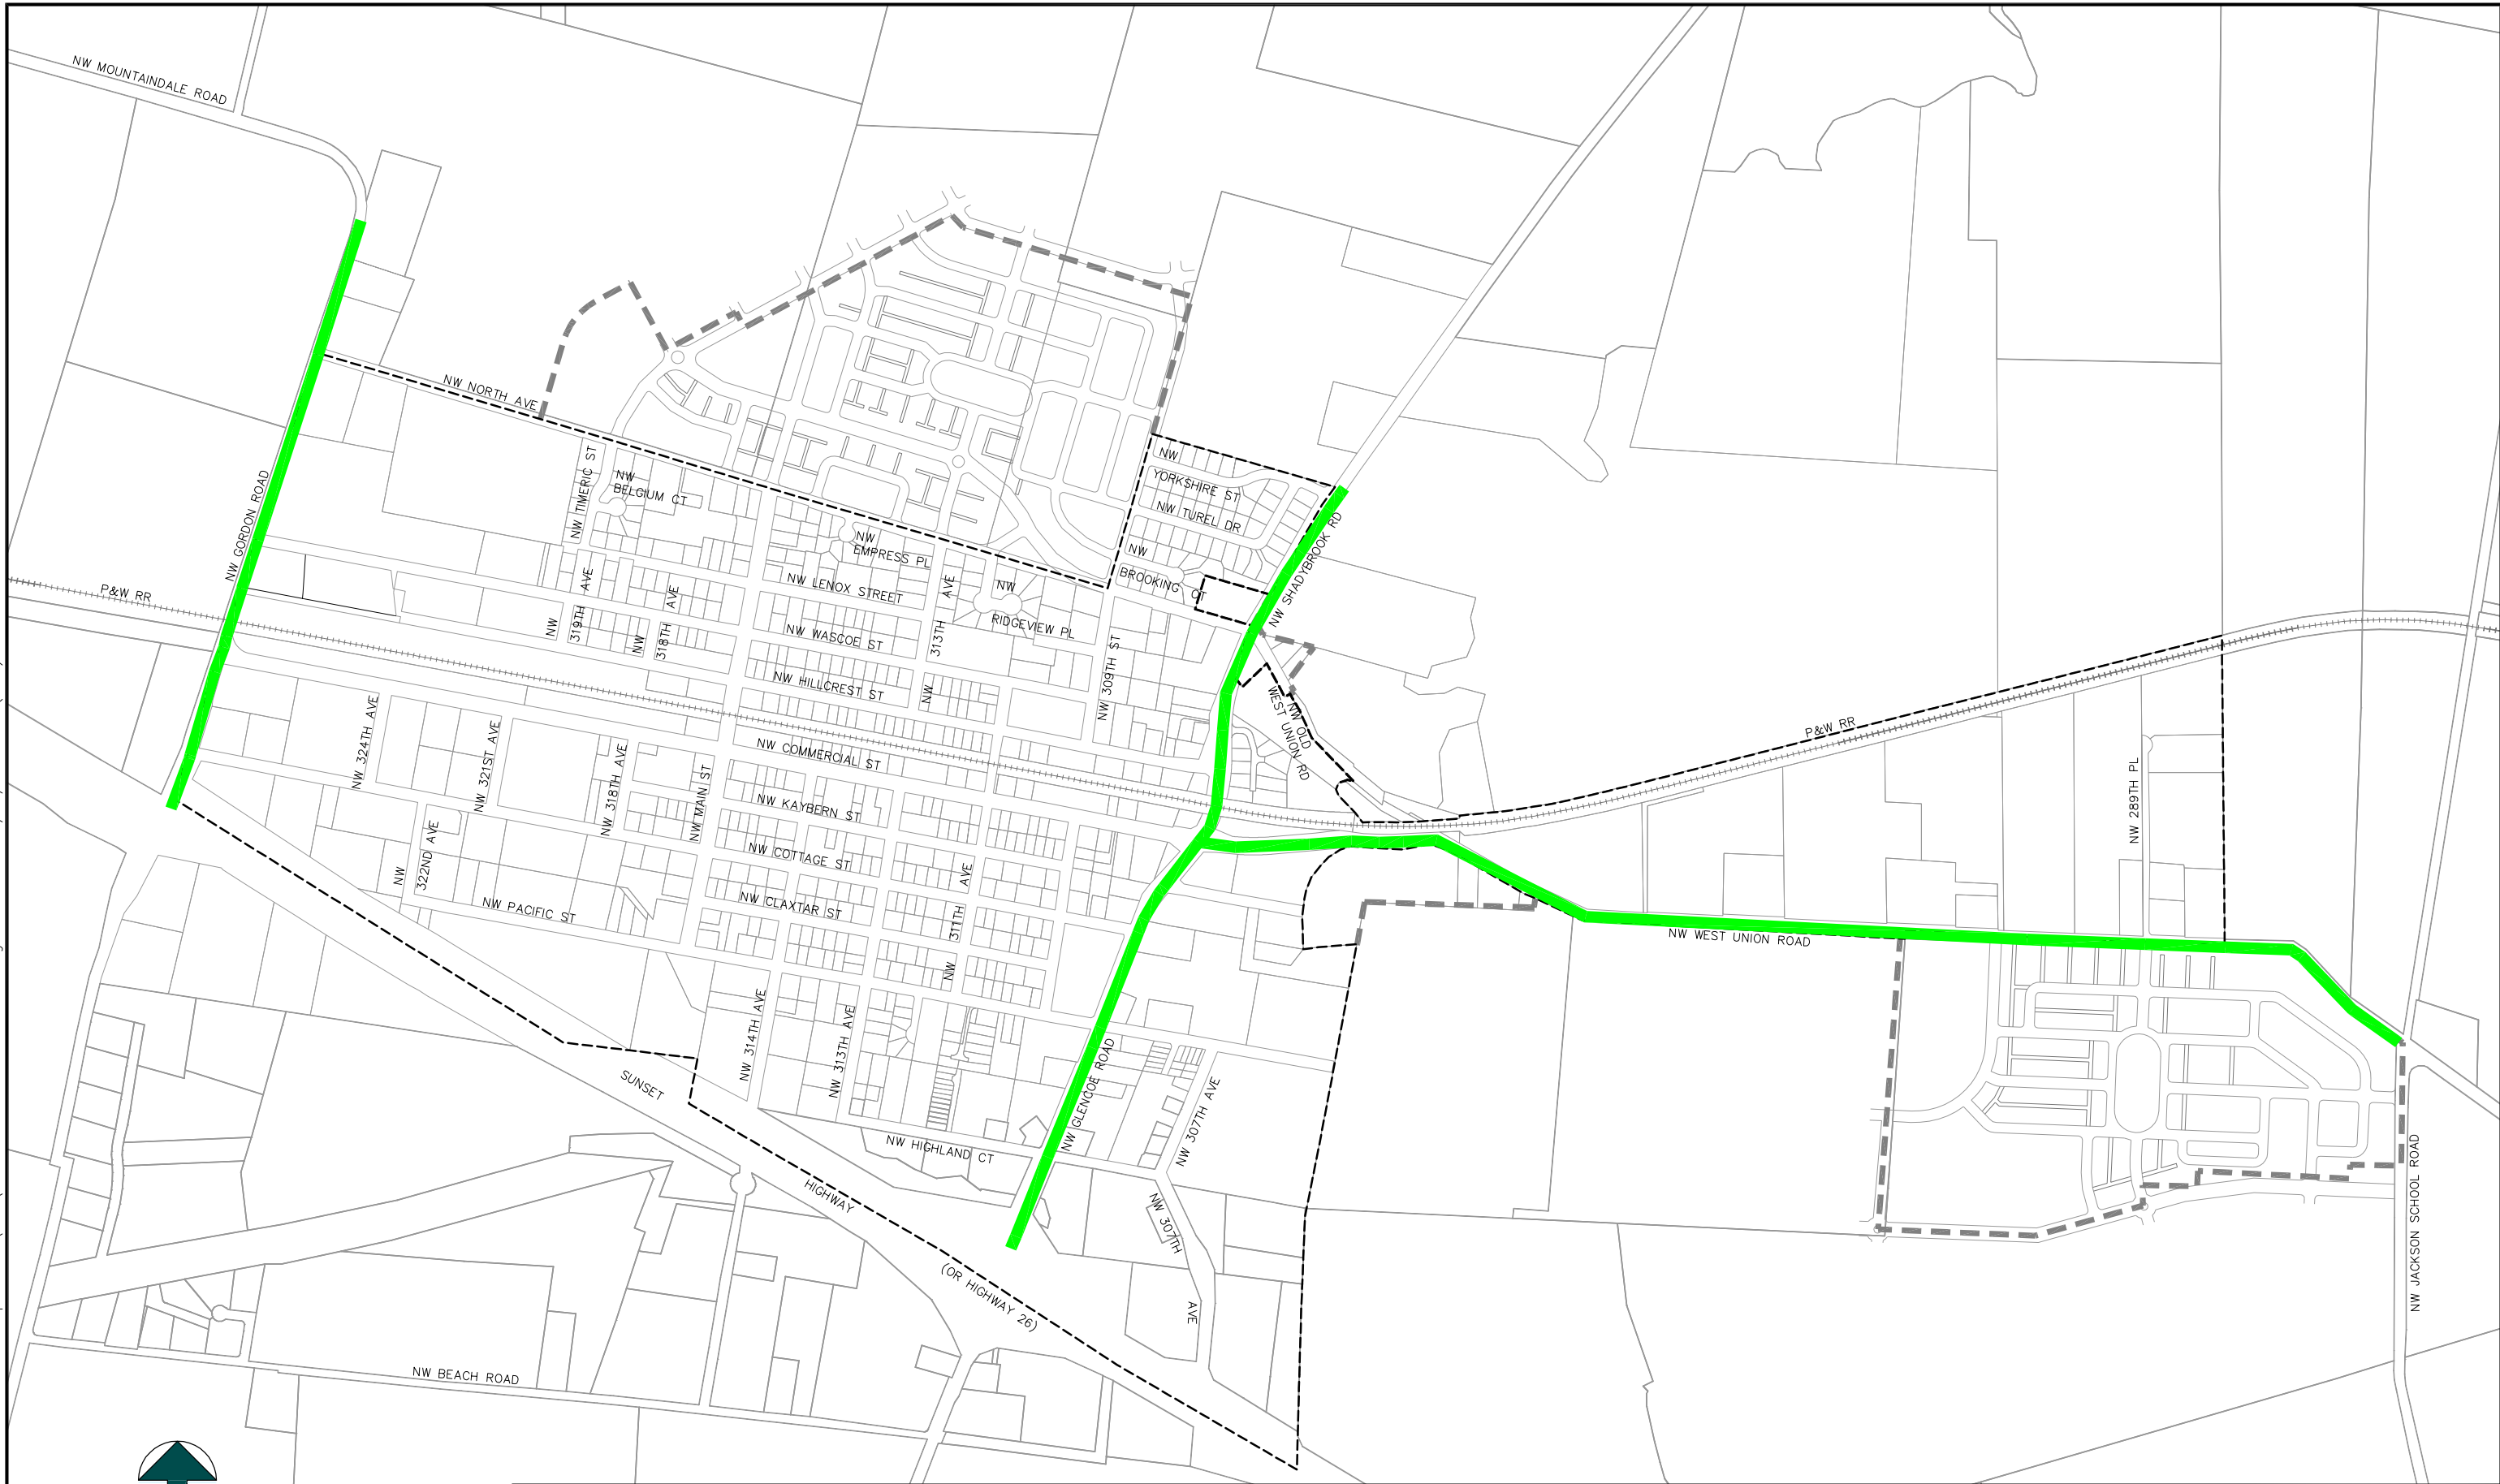 NW MOUNTAINDALE ROAD
NW NORTH AVE
NW GORDON ROAD
NW TIMERIC ST
NW
BELGIUM CT
NW
YORKSHIRE ST
NW TUREL DR
NW
BROOKING CT
NW SHADYBROOK RD
NW
EMPRESS PL
NW LENOX STREET
NW
RIDGEVIEW PL
NW WASCOE ST
NW HILLCREST ST
P&W RR
NW
319TH
AVE
NW
318TH
AVE
NW
313TH
AVE
NW 309TH ST
NW OLD
WEST UNION RD
P&W RR
NW 289TH PL
NW COMMERCIAL ST
NW KAYBERN ST
NW COTTAGE ST
NW CLAXTAR ST
NW PACIFIC ST
NW 324TH AVE
NW 321ST AVE
NW 318TH AVE
NW MAIN ST
NW
322ND AVE
NW
311TH
AVE
NW WEST UNION ROAD
NW 314TH AVE
NW 313TH AVE
NW GLENCOE ROAD
NW 307TH AVE
NW HIGHLAND CT
NW 307TH
AVE
SUNSET
HIGHWAY
(OR HIGHWAY 26)
NW BEACH ROAD
NW JACKSON SCHOOL ROAD